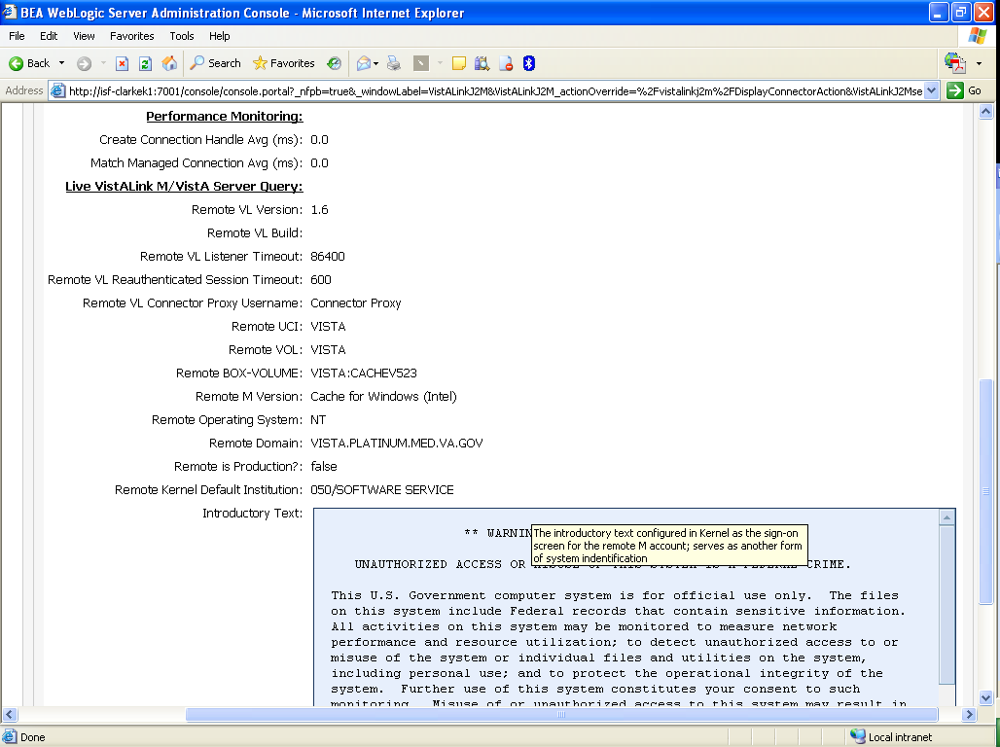 BEA WebLogic Server Administration Console - Microsoft Internet Explorer
File Edit View Favorites Tools Help
Back Search Favorites
Address http://isf-clarkek1:7001/console/console.portal?_nfpb=true&_windowLabel=VistALinkJ2M&VistALinkJ2M_actionOverride=%2Fvistalinkj2m%2FDisplayConnectorAction&VistALinkJ2Mse Go
Performance Monitoring:
Create Connection Handle Avg (ms): 0.0
Match Managed Connection Avg (ms): 0.0
Live VistALink M/VistA Server Query:
Remote VL Version: 1.6
Remote VL Build:
Remote VL Listener Timeout: 86400
Remote VL Reauthenticated Session Timeout: 600
Remote VL Connector Proxy Username: Connector Proxy
Remote UCI: VISTA
Remote VOL: VISTA
Remote BOX-VOLUME: VISTA:CACHEV523
Remote M Version: Cache for Windows (Intel)
Remote Operating System: NT
Remote Domain: VISTA.PLATINUM.MED.VA.GOV
Remote is Production?: false
Remote Kernel Default Institution: 050/SOFTWARE SERVICE
Introductory Text:
** WARNIN
The introductory text configured in Kernel as the sign-on
screen for the remote M account; serves as another form
of system indentification
UNAUTHORIZED ACCESS OR MISUSE OF THIS SYSTEM IS A FEDERAL CRIME.
This U.S. Government computer system is for official use only. The files
on this system include Federal records that contain sensitive information.
All activities on this system may be monitored to measure network
performance and resource utilization; to detect unauthorized access to or
misuse of the system or individual files and utilities on the system,
including personal use; and to protect the operational integrity of the
system. Further use of this system constitutes your consent to such
monitoring. Misuse of or unauthorized access to this system may result in
Done Local intranet